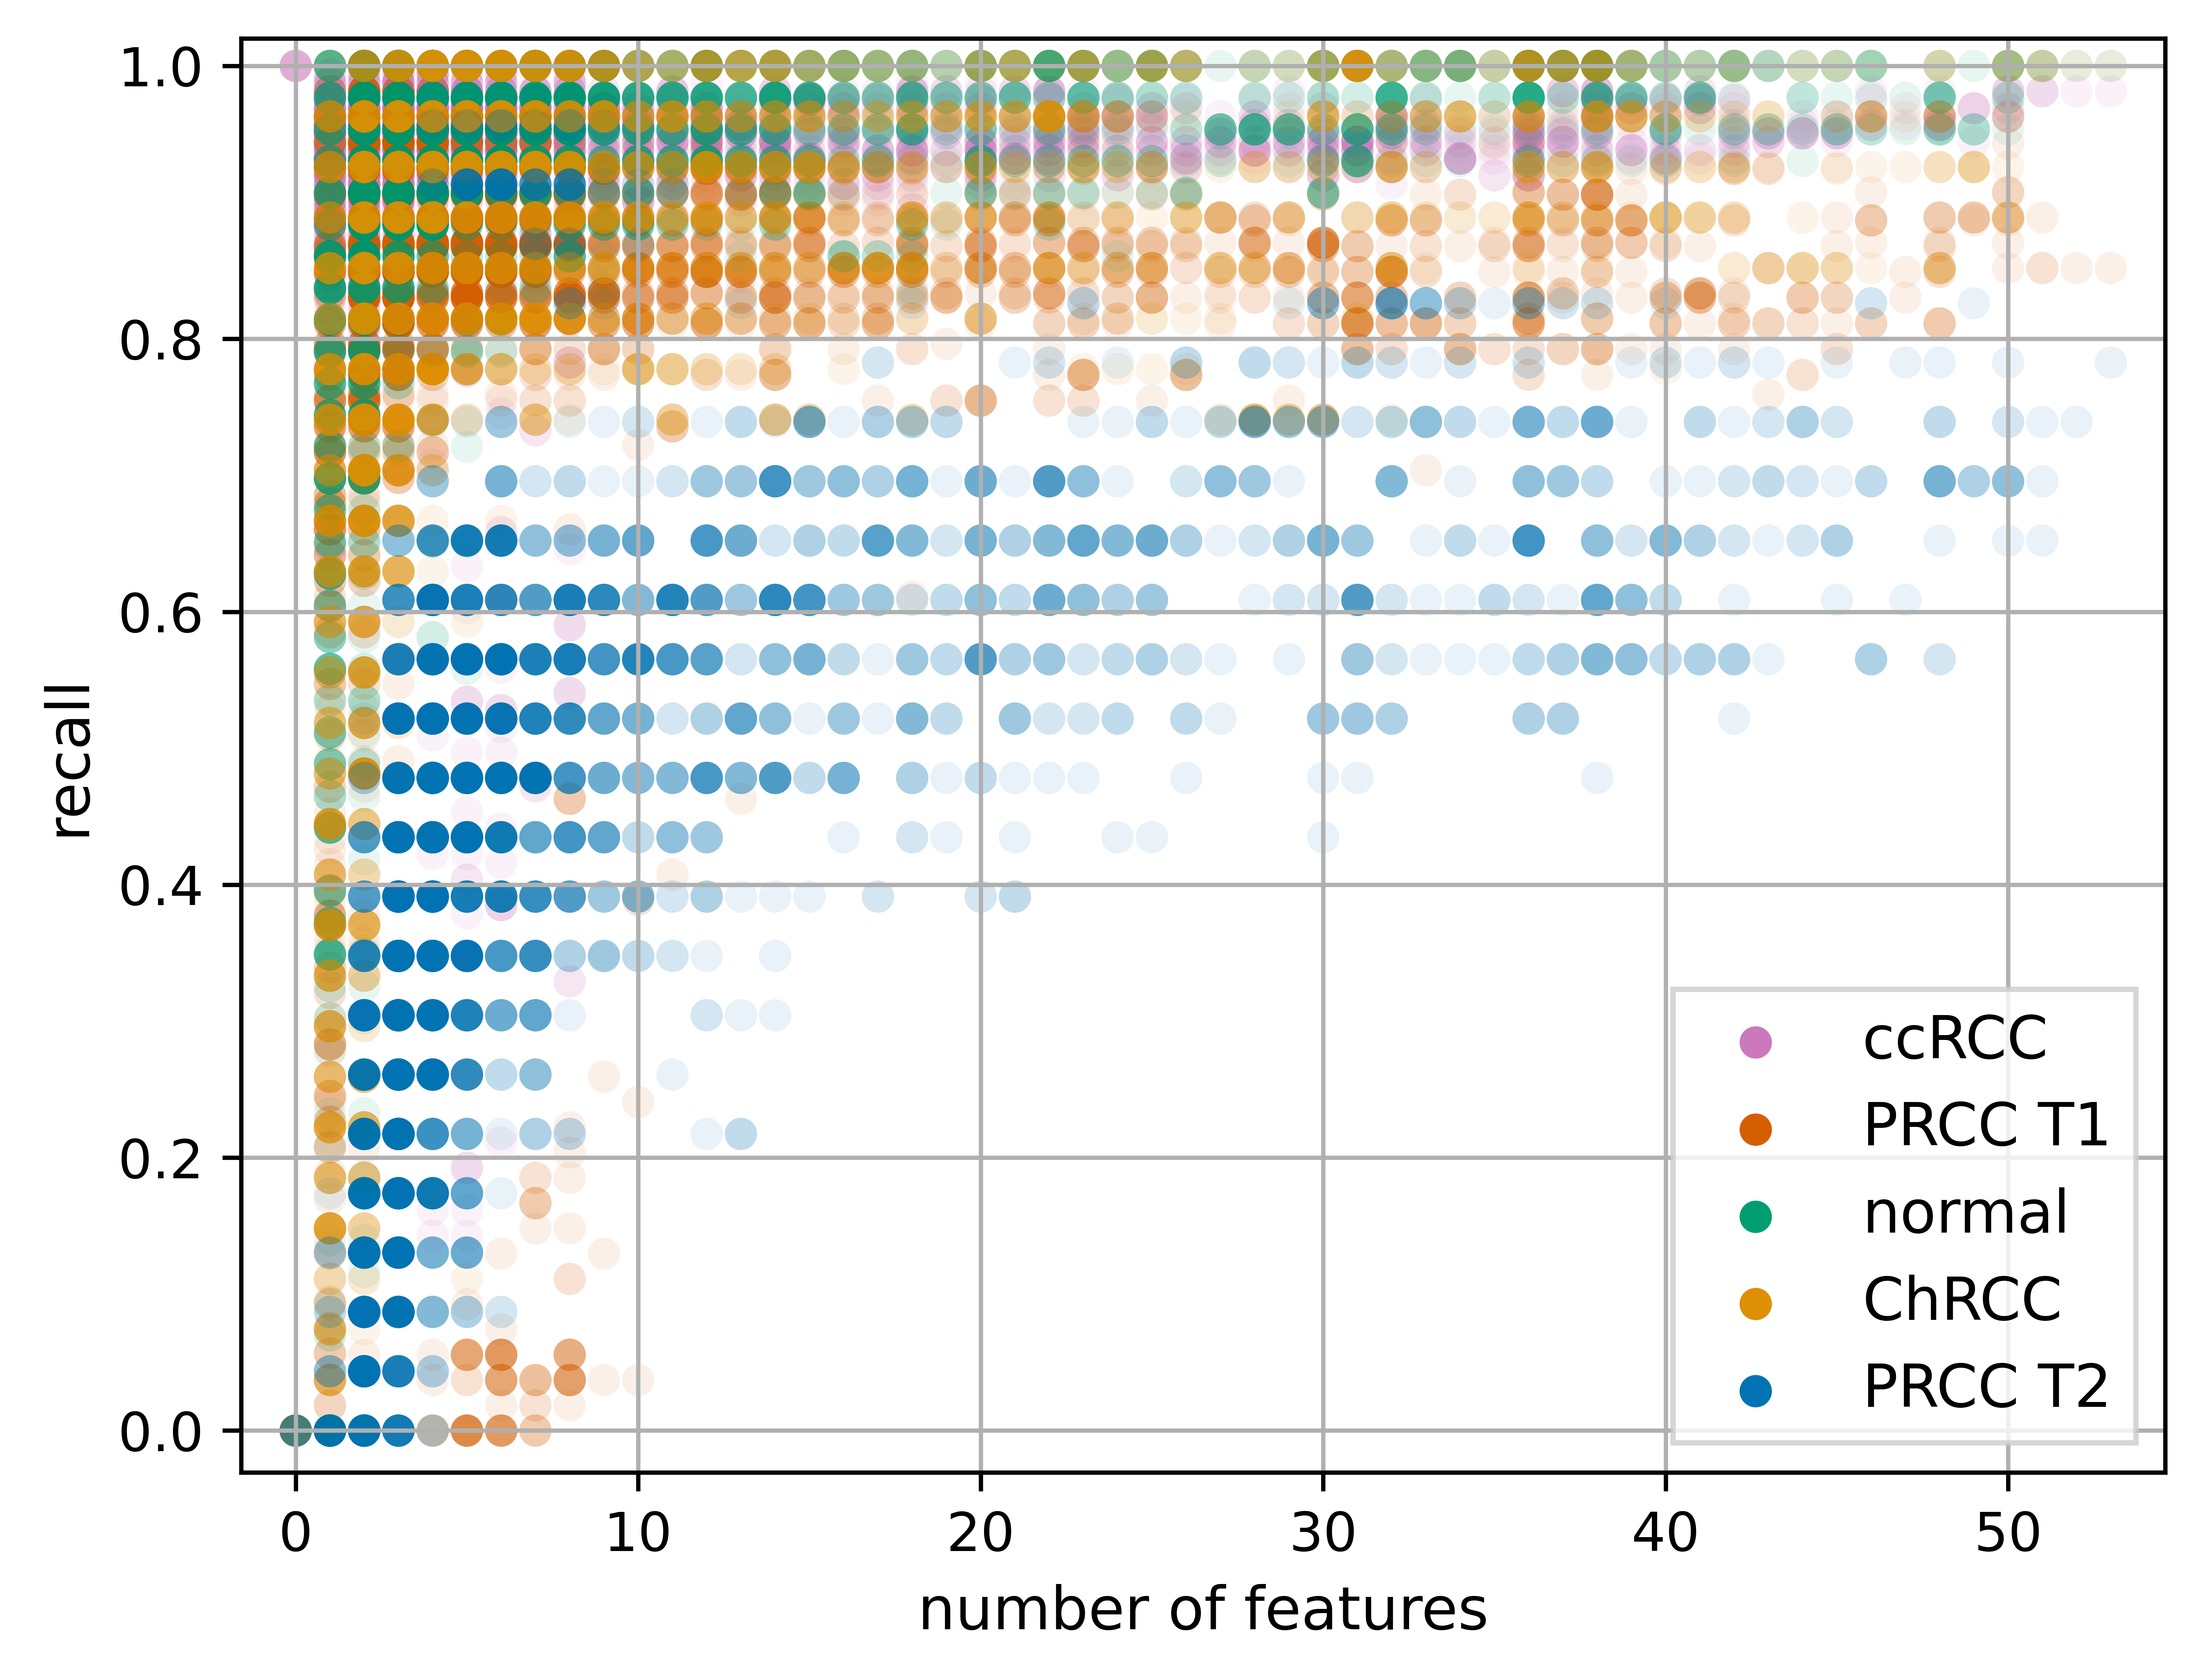 1.0
0.8
0.6
0.4
0.2
0.0
recall
ccRCC
PRCC T1
normal
ChRCC
PRCC T2
0 10 20 30 40 50
number of features